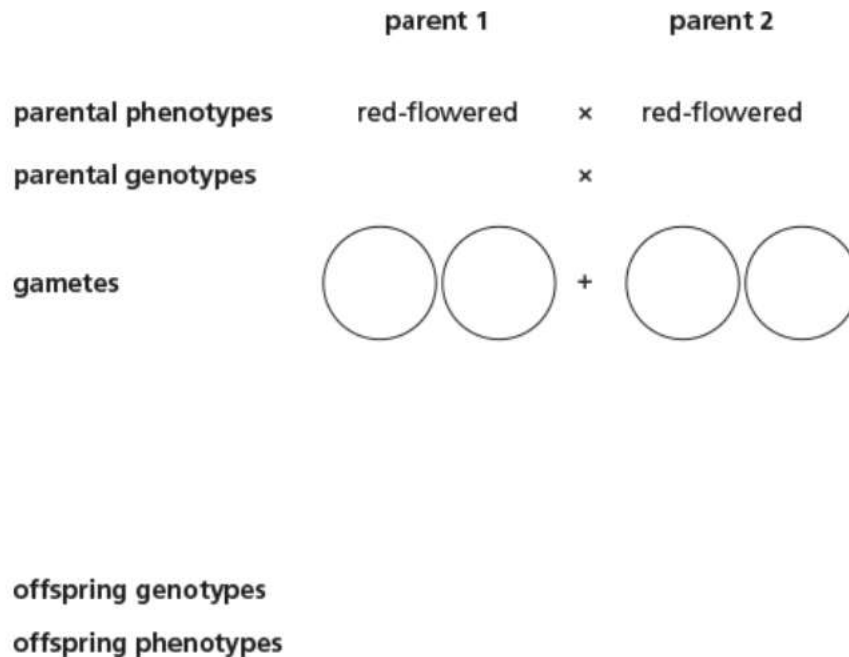 parent 1 parent 2
parental phenotypes red-flowered × red-flowered
parental genotypes ×
gametes +
offspring genotypes
offspring phenotypes